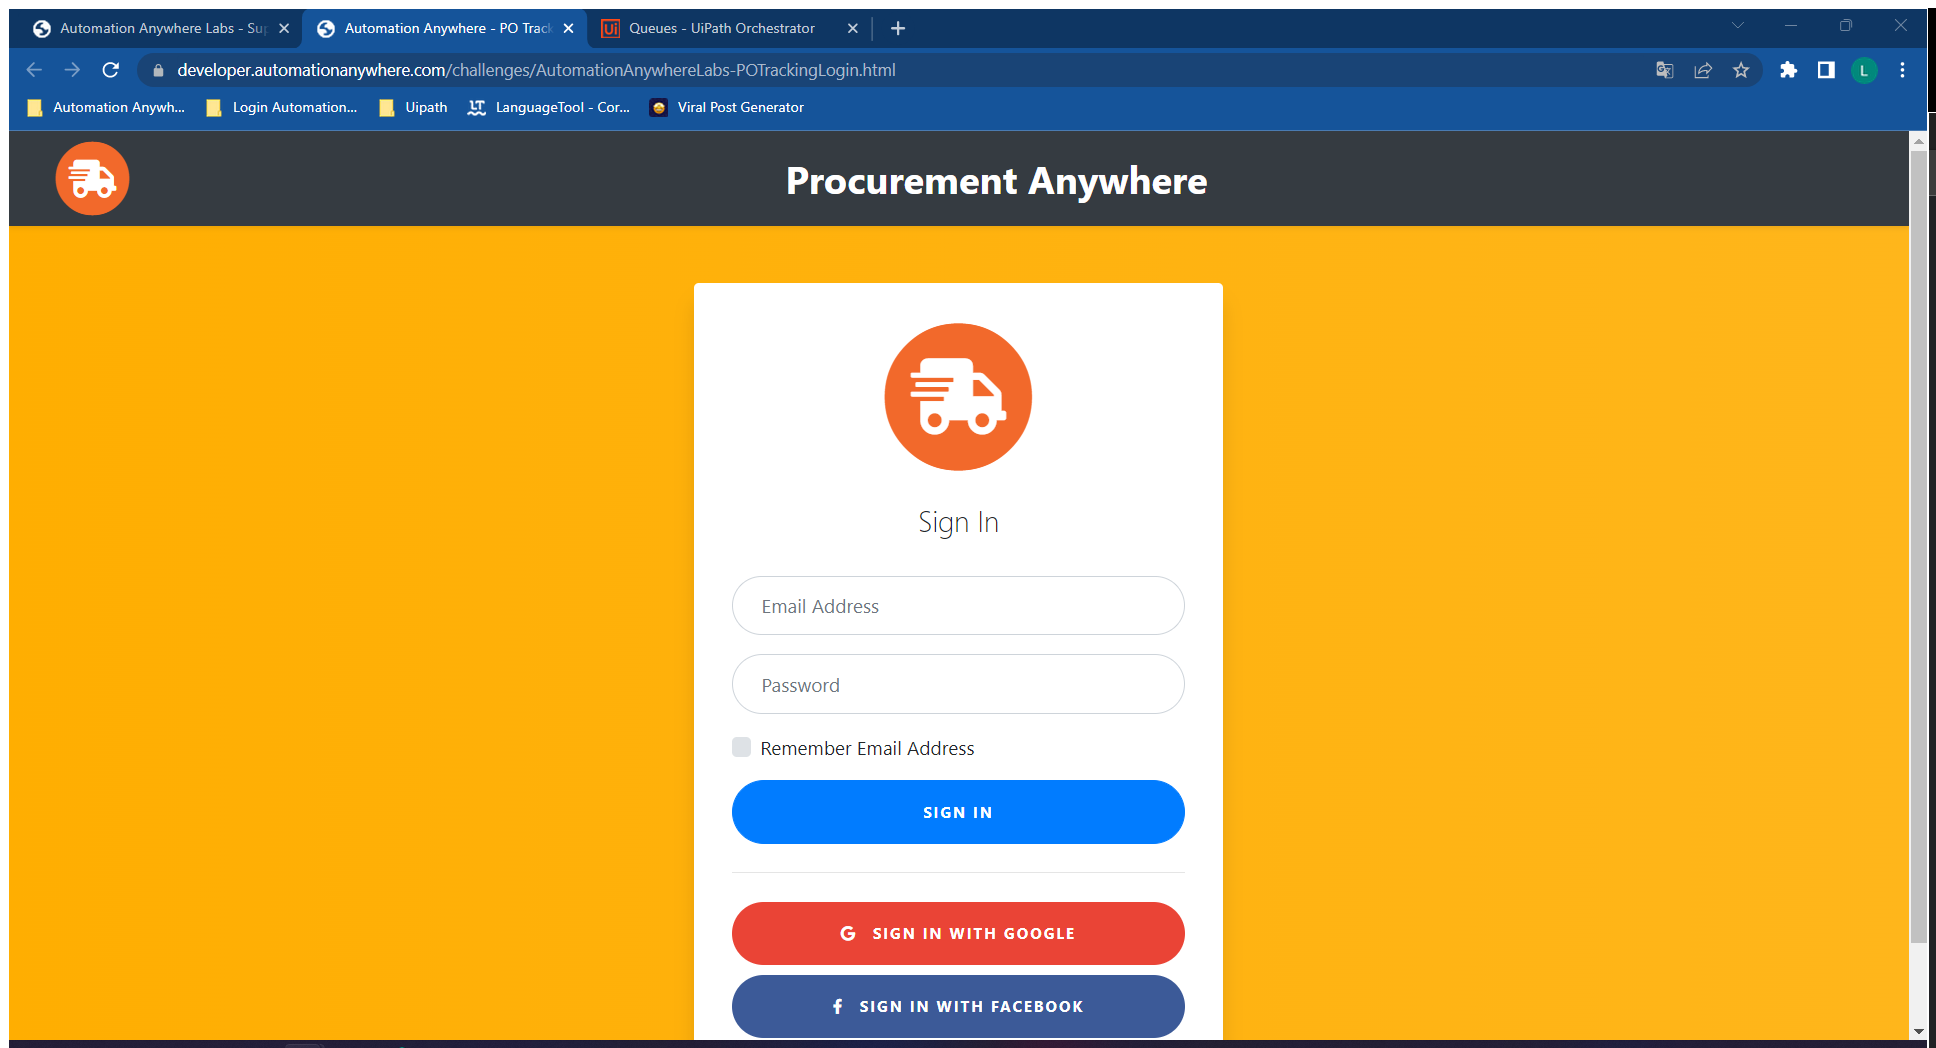 Automation Anywhere Labs - Sup
Automation Anywhere - PO Track
Queues - UiPath Orchestrator
developer.automationanywhere.com/challenges/AutomationAnywhereLabs-POTrackingLogin.html
L
Automation Anywh...
Login Automation...
Uipath
LanguageTool - Cor...
Viral Post Generator
Procurement Anywhere
Sign In
Email Address
Password
Remember Email Address
SIGN IN
G SIGN IN WITH GOOGLE
f SIGN IN WITH FACEBOOK